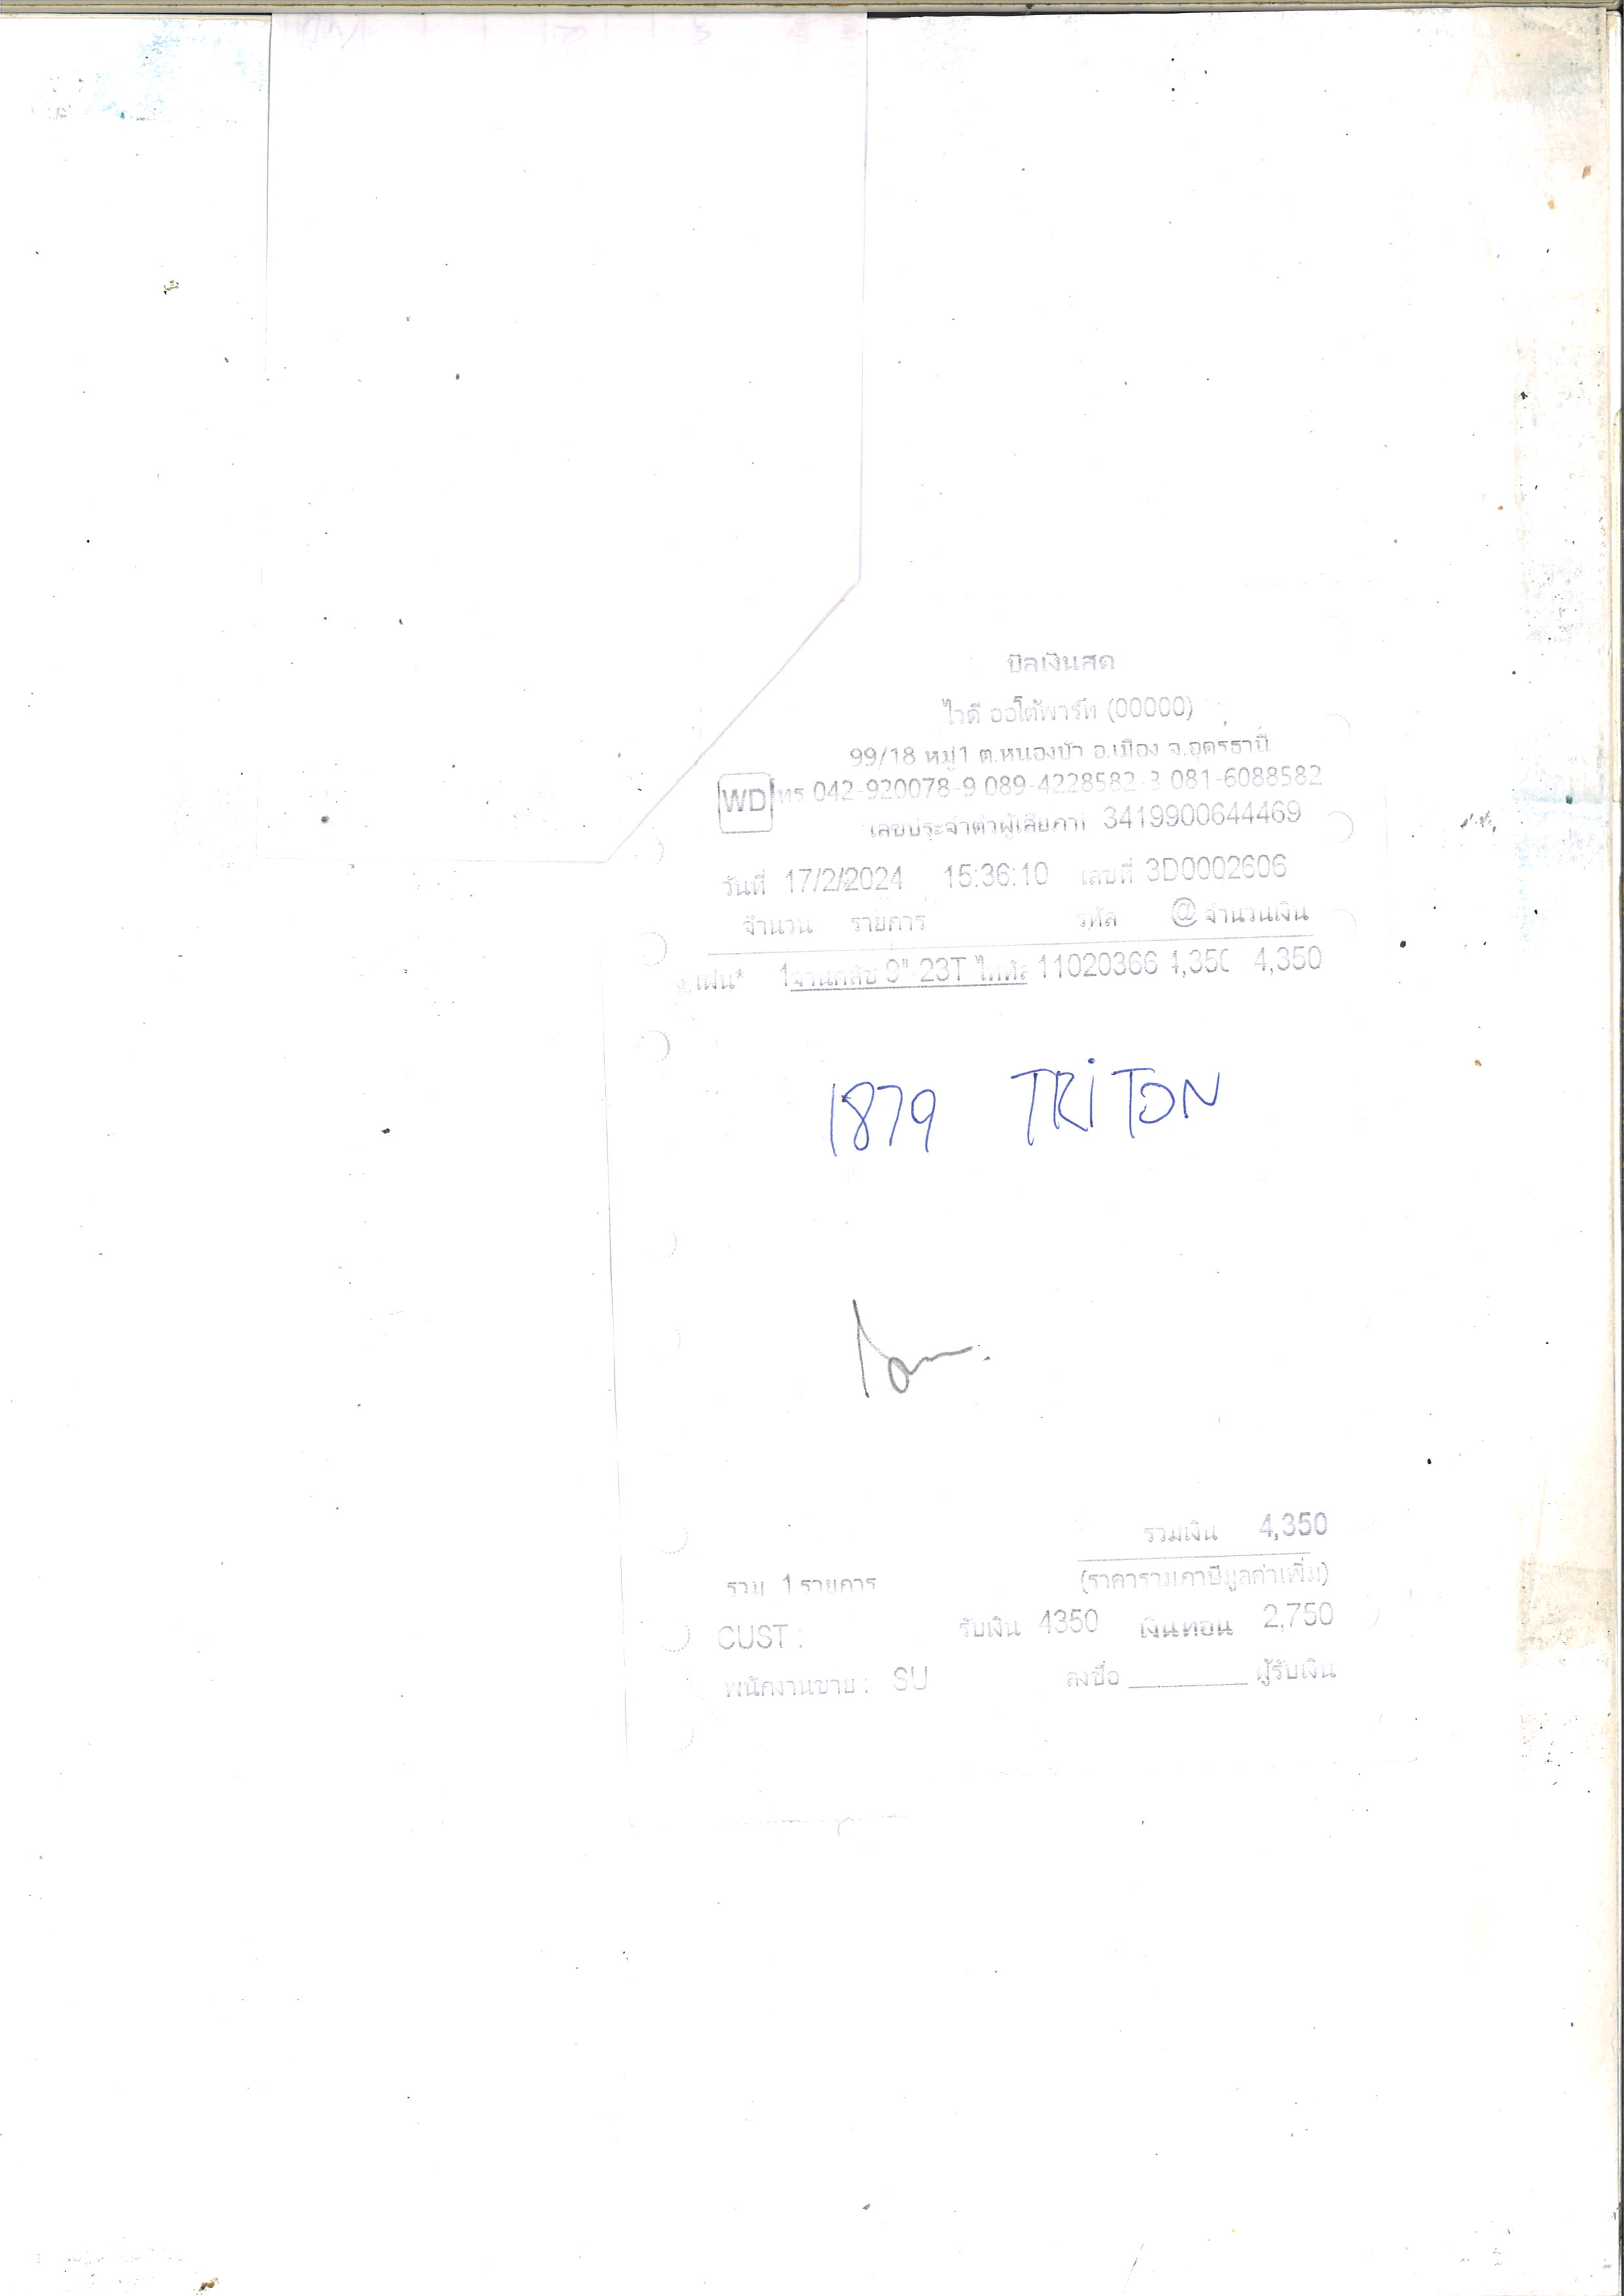 บิลเงินสด
ไวดี ออโต้พาร์ท (00000)
99/18 หมู่1 ต.หนองบัว อ.เมือง จ.อุดรธานี
WD โทร 042-920078-9 089-4228582-3 081-6088582
เลขประจำตัวผู้เสียภาษี 3419900644469
วันที่ 17/2/2024 15:36:10 เลขที่ 3D0002606
จำนวน รายการ รหัส @ จำนวนเงิน
1 จานคลัช 9"-23T 11020366 4,350 4,350
1879 TRiTON
รวมเงิน 4,350
รวม 1 รายการ (ราคารวมภาษีมูลค่าเพิ่ม)
CUST : รับเงิน 4350 เงินทอน 2,750
พนักงานขาย : SU ลงชื่อ ________ ผู้รับเงิน